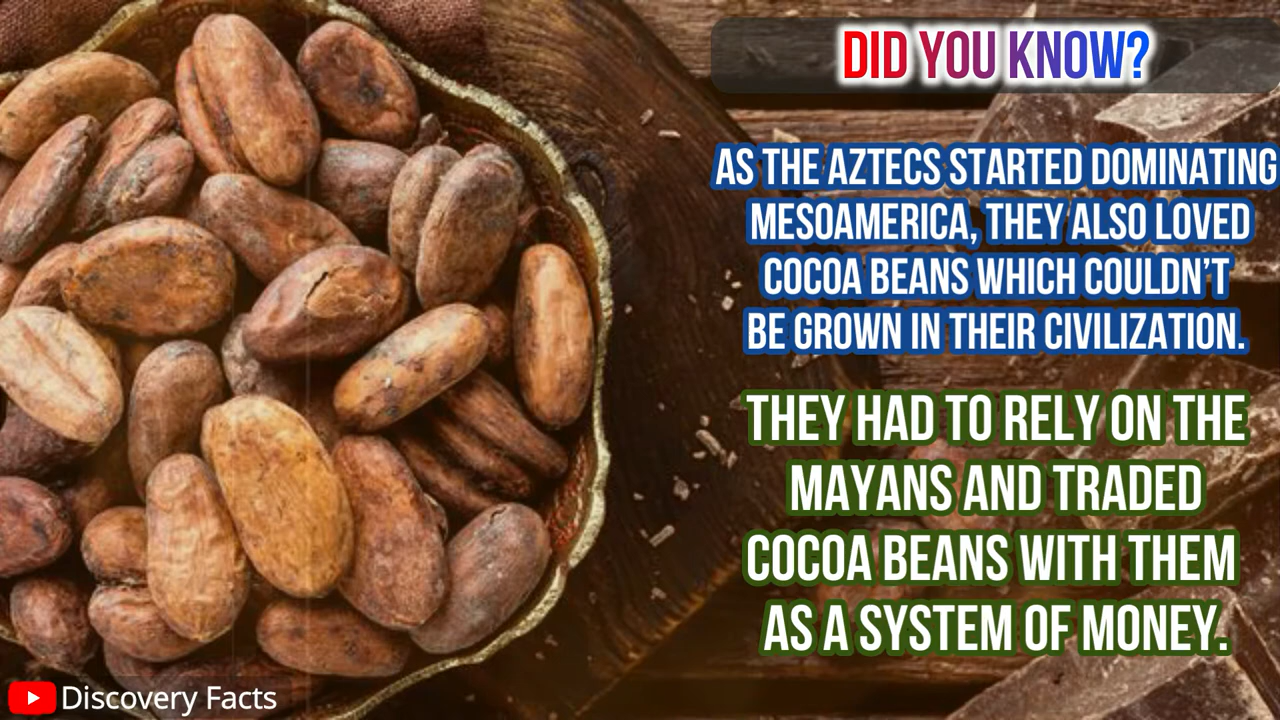 DID YOU KNOW?
AS THE AZTECS STARTED DOMINATING
MESOAMERICA, THEY ALSO LOVED
COCOA BEANS WHICH COULDN'T
BE GROWN IN THEIR CIVILIZATION.
THEY HAD TO RELY ON THE
MAYANS AND TRADED
COCOA BEANS WITH THEM
AS A SYSTEM OF MONEY.
Discovery Facts